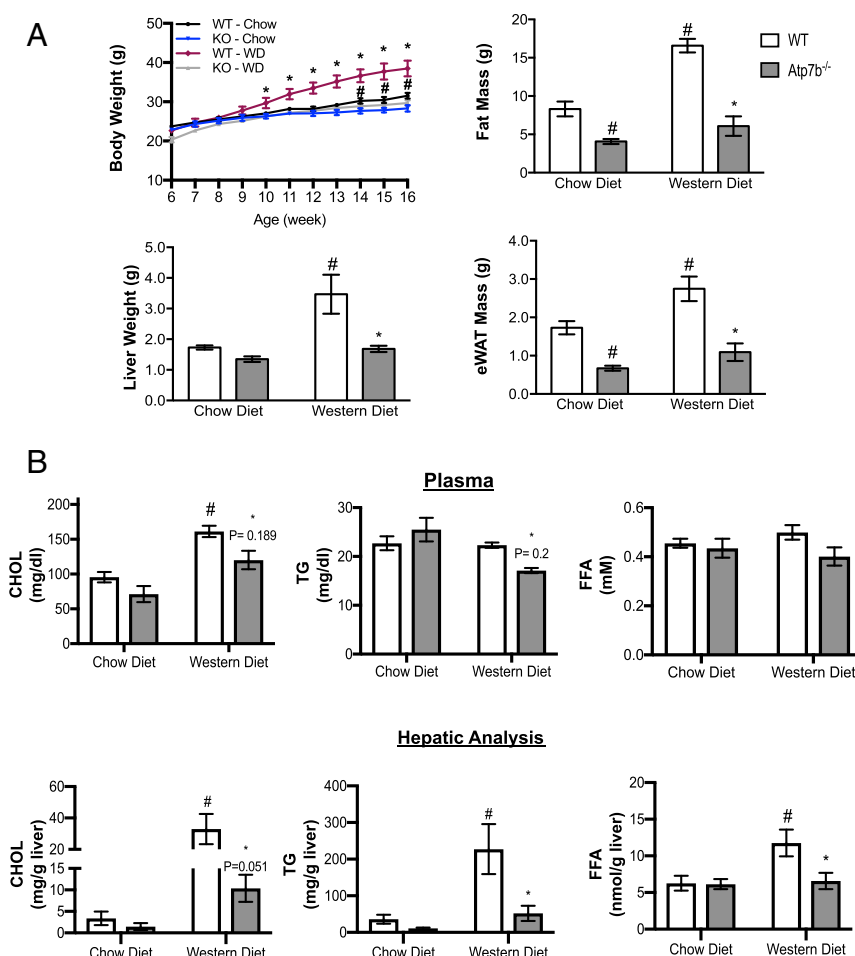 A
Body Weight (g)
50
40
30
20
10
WT - Chow
KO - Chow
WT - WD
KO - WD
* * * * * * *
# # #
6 7 8 9 10 11 12 13 14 15 16
Age (week)
Fat Mass (g)
20
15
10
5
0
#
#
*
Chow Diet Western Diet
WT
Atp7b-/-
Liver Weight (g)
5.0
4.0
3.0
2.0
1.0
0.0
#
*
Chow Diet Western Diet
eWAT Mass (g)
4.0
3.0
2.0
1.0
0.0
#
#
*
Chow Diet Western Diet
B
Plasma
CHOL
(mg/dl)
200
150
100
50
0
#
*
P= 0.189
Chow Diet Western Diet
TG
(mg/dl)
30
20
10
0
*
P= 0.2
Chow Diet Western Diet
FFA
(mM)
0.6
0.4
0.2
0.0
Chow Diet Western Diet
Hepatic Analysis
CHOL
(mg/g liver)
60
40
20
15
10
5
0
#
*
P=0.051
Chow Diet Western Diet
TG
(mg/g liver)
400
300
200
100
0
#
*
Chow Diet Western Diet
FFA
(nmol/g liver)
20
15
10
5
0
#
*
Chow Diet Western Diet